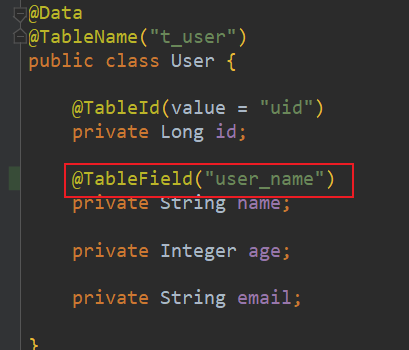 @Data
@TableName("t_user")
public class User {
@TableId(value = "uid")
private Long id;
@TableField("user_name")
private String name;
private Integer age;
private String email;
}